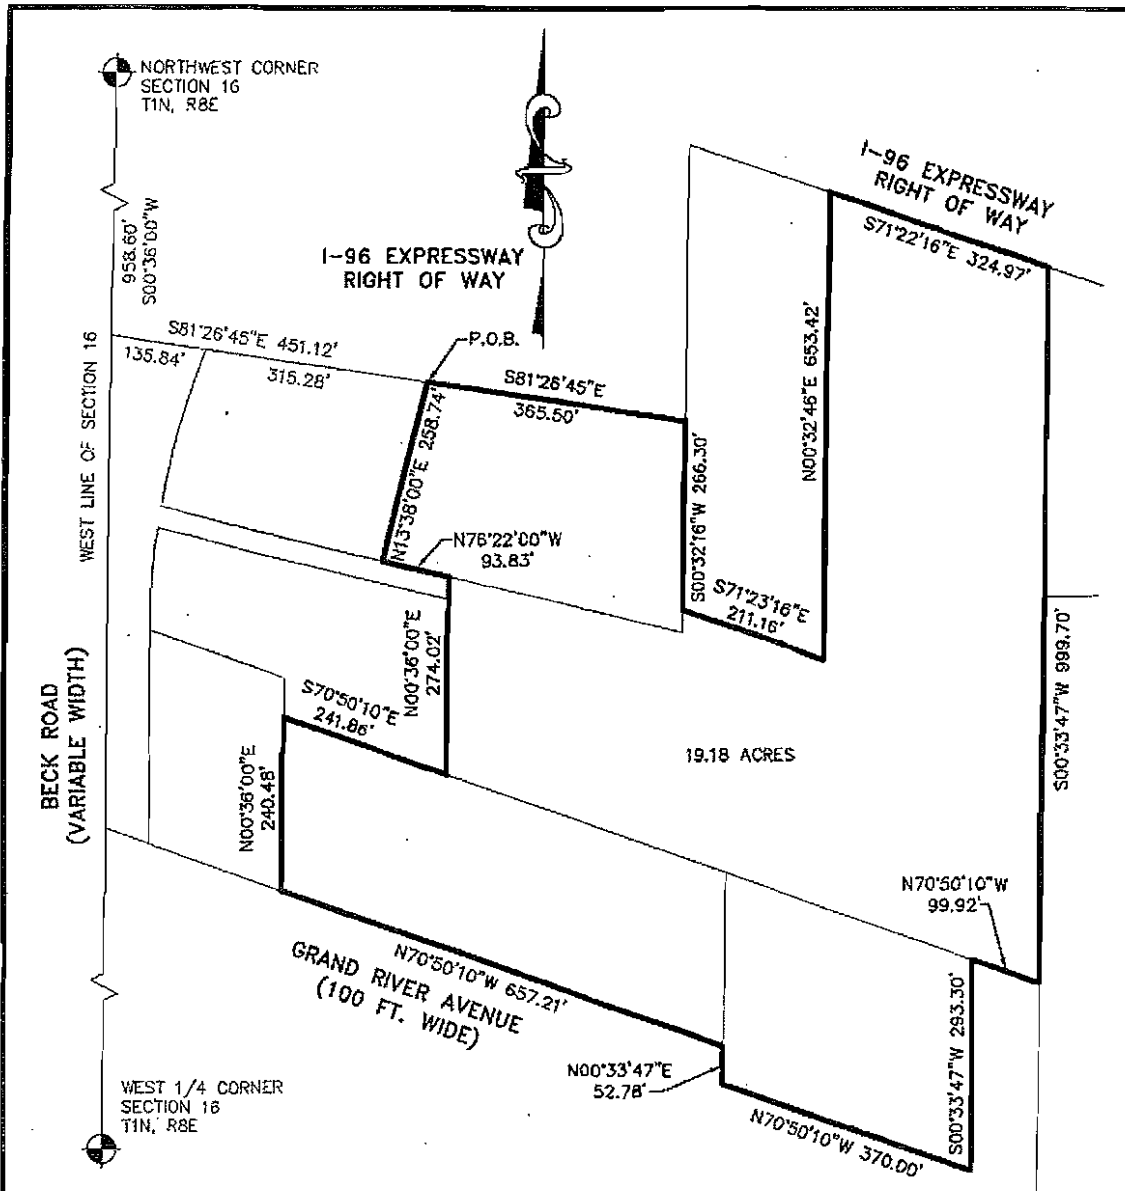 NORTHWEST CORNER
SECTION 16
T1N, R8E
958.60'
S00°36'00"W
I-96 EXPRESSWAY
RIGHT OF WAY
I-96 EXPRESSWAY
RIGHT OF WAY
S71°22'16"E 324.97'
S81°26'45"E 451.12'
135.84'
315.28'
P.O.B.
S81°26'45"E
365.50'
N00°32'46"E 653.42'
WEST LINE OF SECTION 16
N13°38'00"E 258.74'
N76°22'00"W
93.83'
S00°32'16"W 266.30'
S71°23'16"E
211.16'
N00°36'00"E
274.02'
S70°50'10"E
241.86'
S00°33'47"W 999.70'
BECK ROAD
(VARIABLE WIDTH)
19.18 ACRES
N00°36'00"E
240.48'
N70°50'10"W
99.92'
N70°50'10"W 657.21'
GRAND RIVER AVENUE
(100 FT. WIDE)
S00°33'47"W 293.30'
N00°33'47"E
52.78'
N70°50'10"W 370.00'
WEST 1/4 CORNER
SECTION 16
T1N, R8E